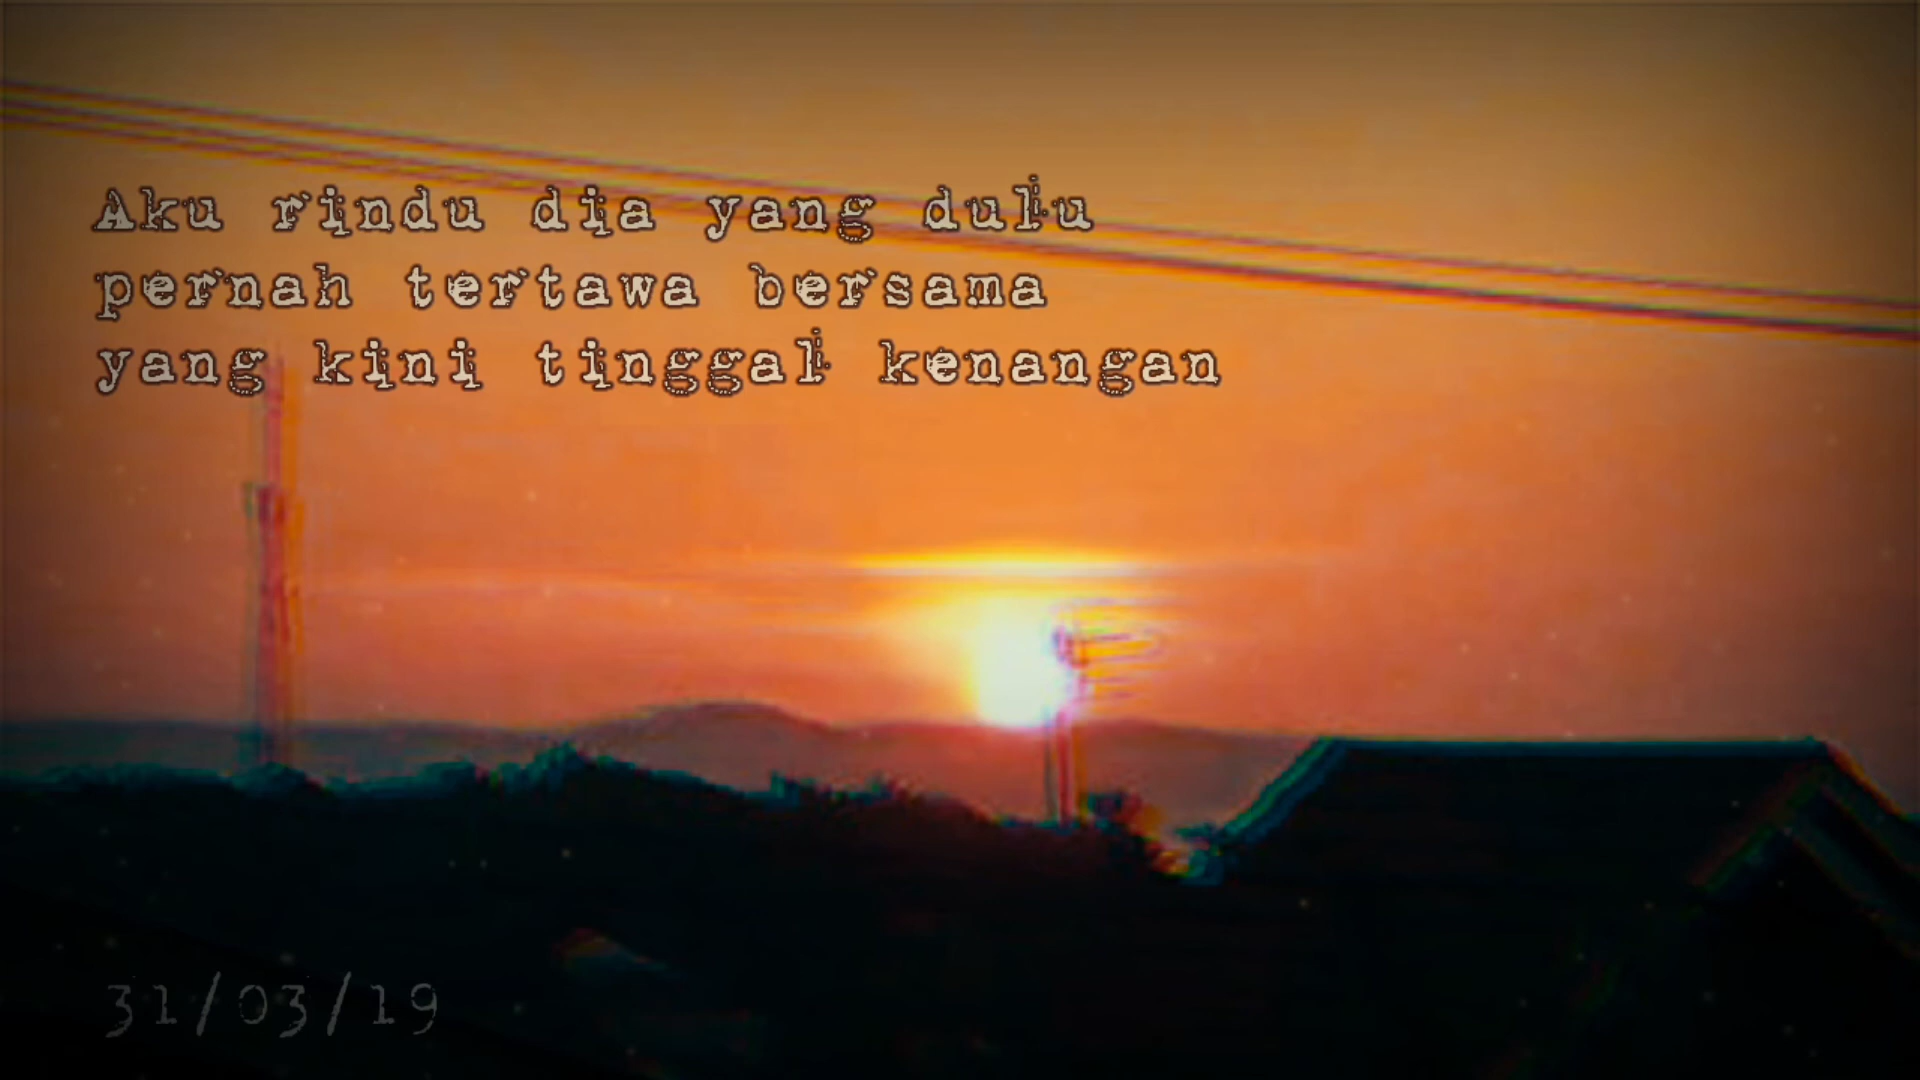 Aku rindu dia yang dulu
pernah tertawa bersama
yang kini tinggal kenangan
31/03/19